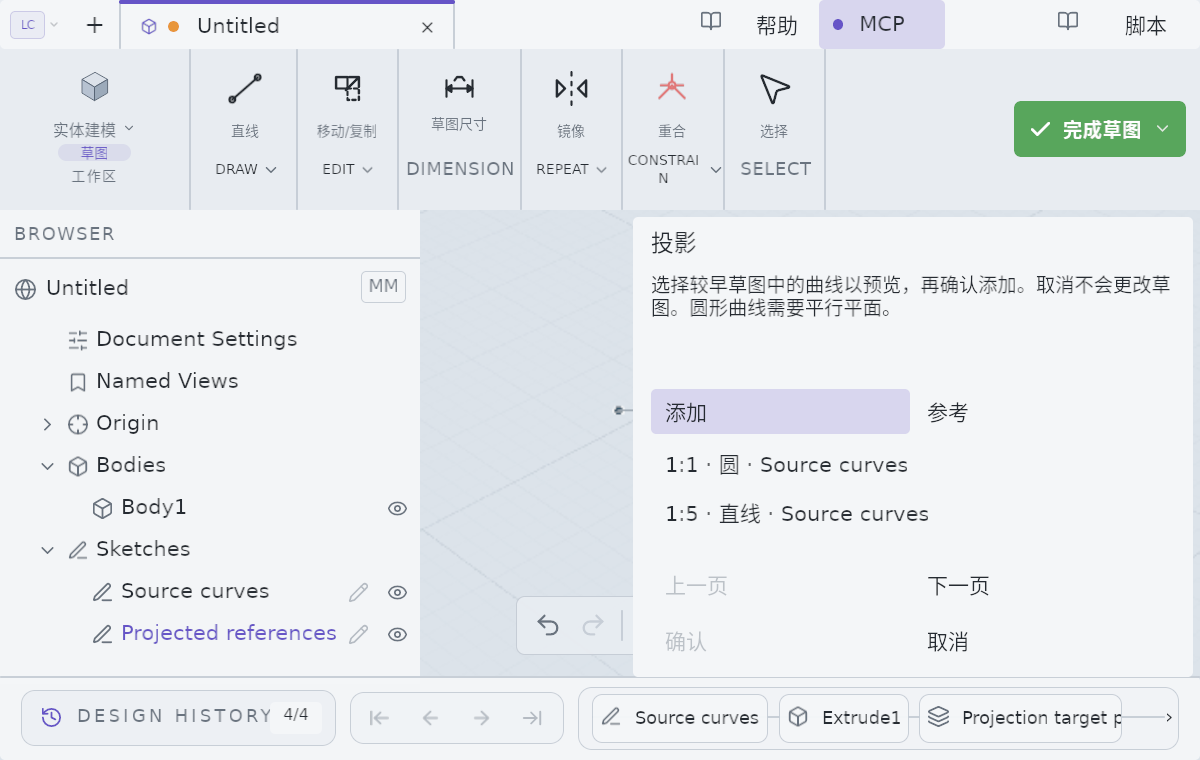 LC
Untitled
帮助
MCP
脚本
实体建模
草图
工作区
直线
DRAW
移动/复制
EDIT
草图尺寸
DIMENSION
镜像
REPEAT
重合
CONSTRAI
N
选择
SELECT
完成草图
BROWSER
Untitled
MM
Document Settings
Named Views
Origin
Bodies
Body1
Sketches
Source curves
Projected references
投影
选择较早草图中的曲线以预览，再确认添加。取消不会更改草
图。圆形曲线需要平行平面。
添加
参考
1:1 · 圆 · Source curves
1:5 · 直线 · Source curves
上一页
下一页
确认
取消
DESIGN HISTORY
4/4
Source curves
Extrude1
Projection target p